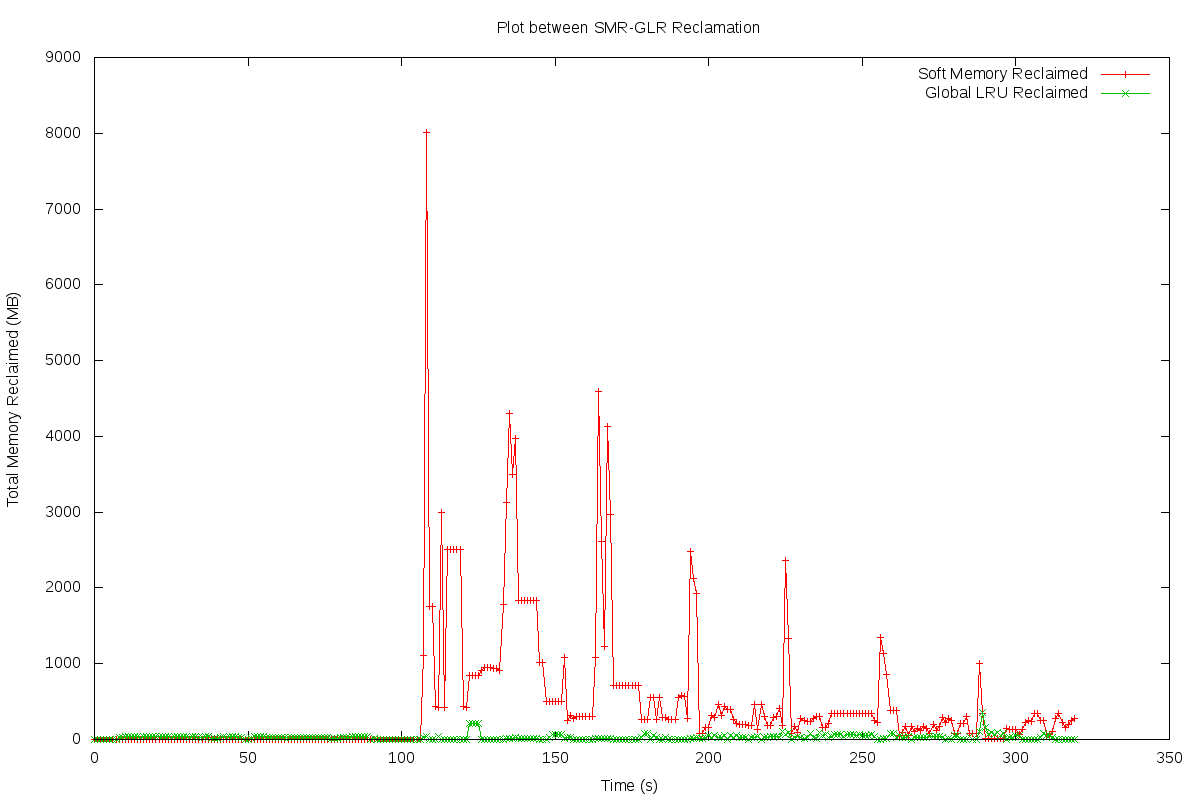 Plot between SMR-GLR Reclamation
9000
8000
7000
6000
5000
4000
3000
2000
1000
0
Total Memory Reclaimed (MB)
Soft Memory Reclaimed
Global LRU Reclaimed
0 50 100 150 200 250 300 350
Time (s)